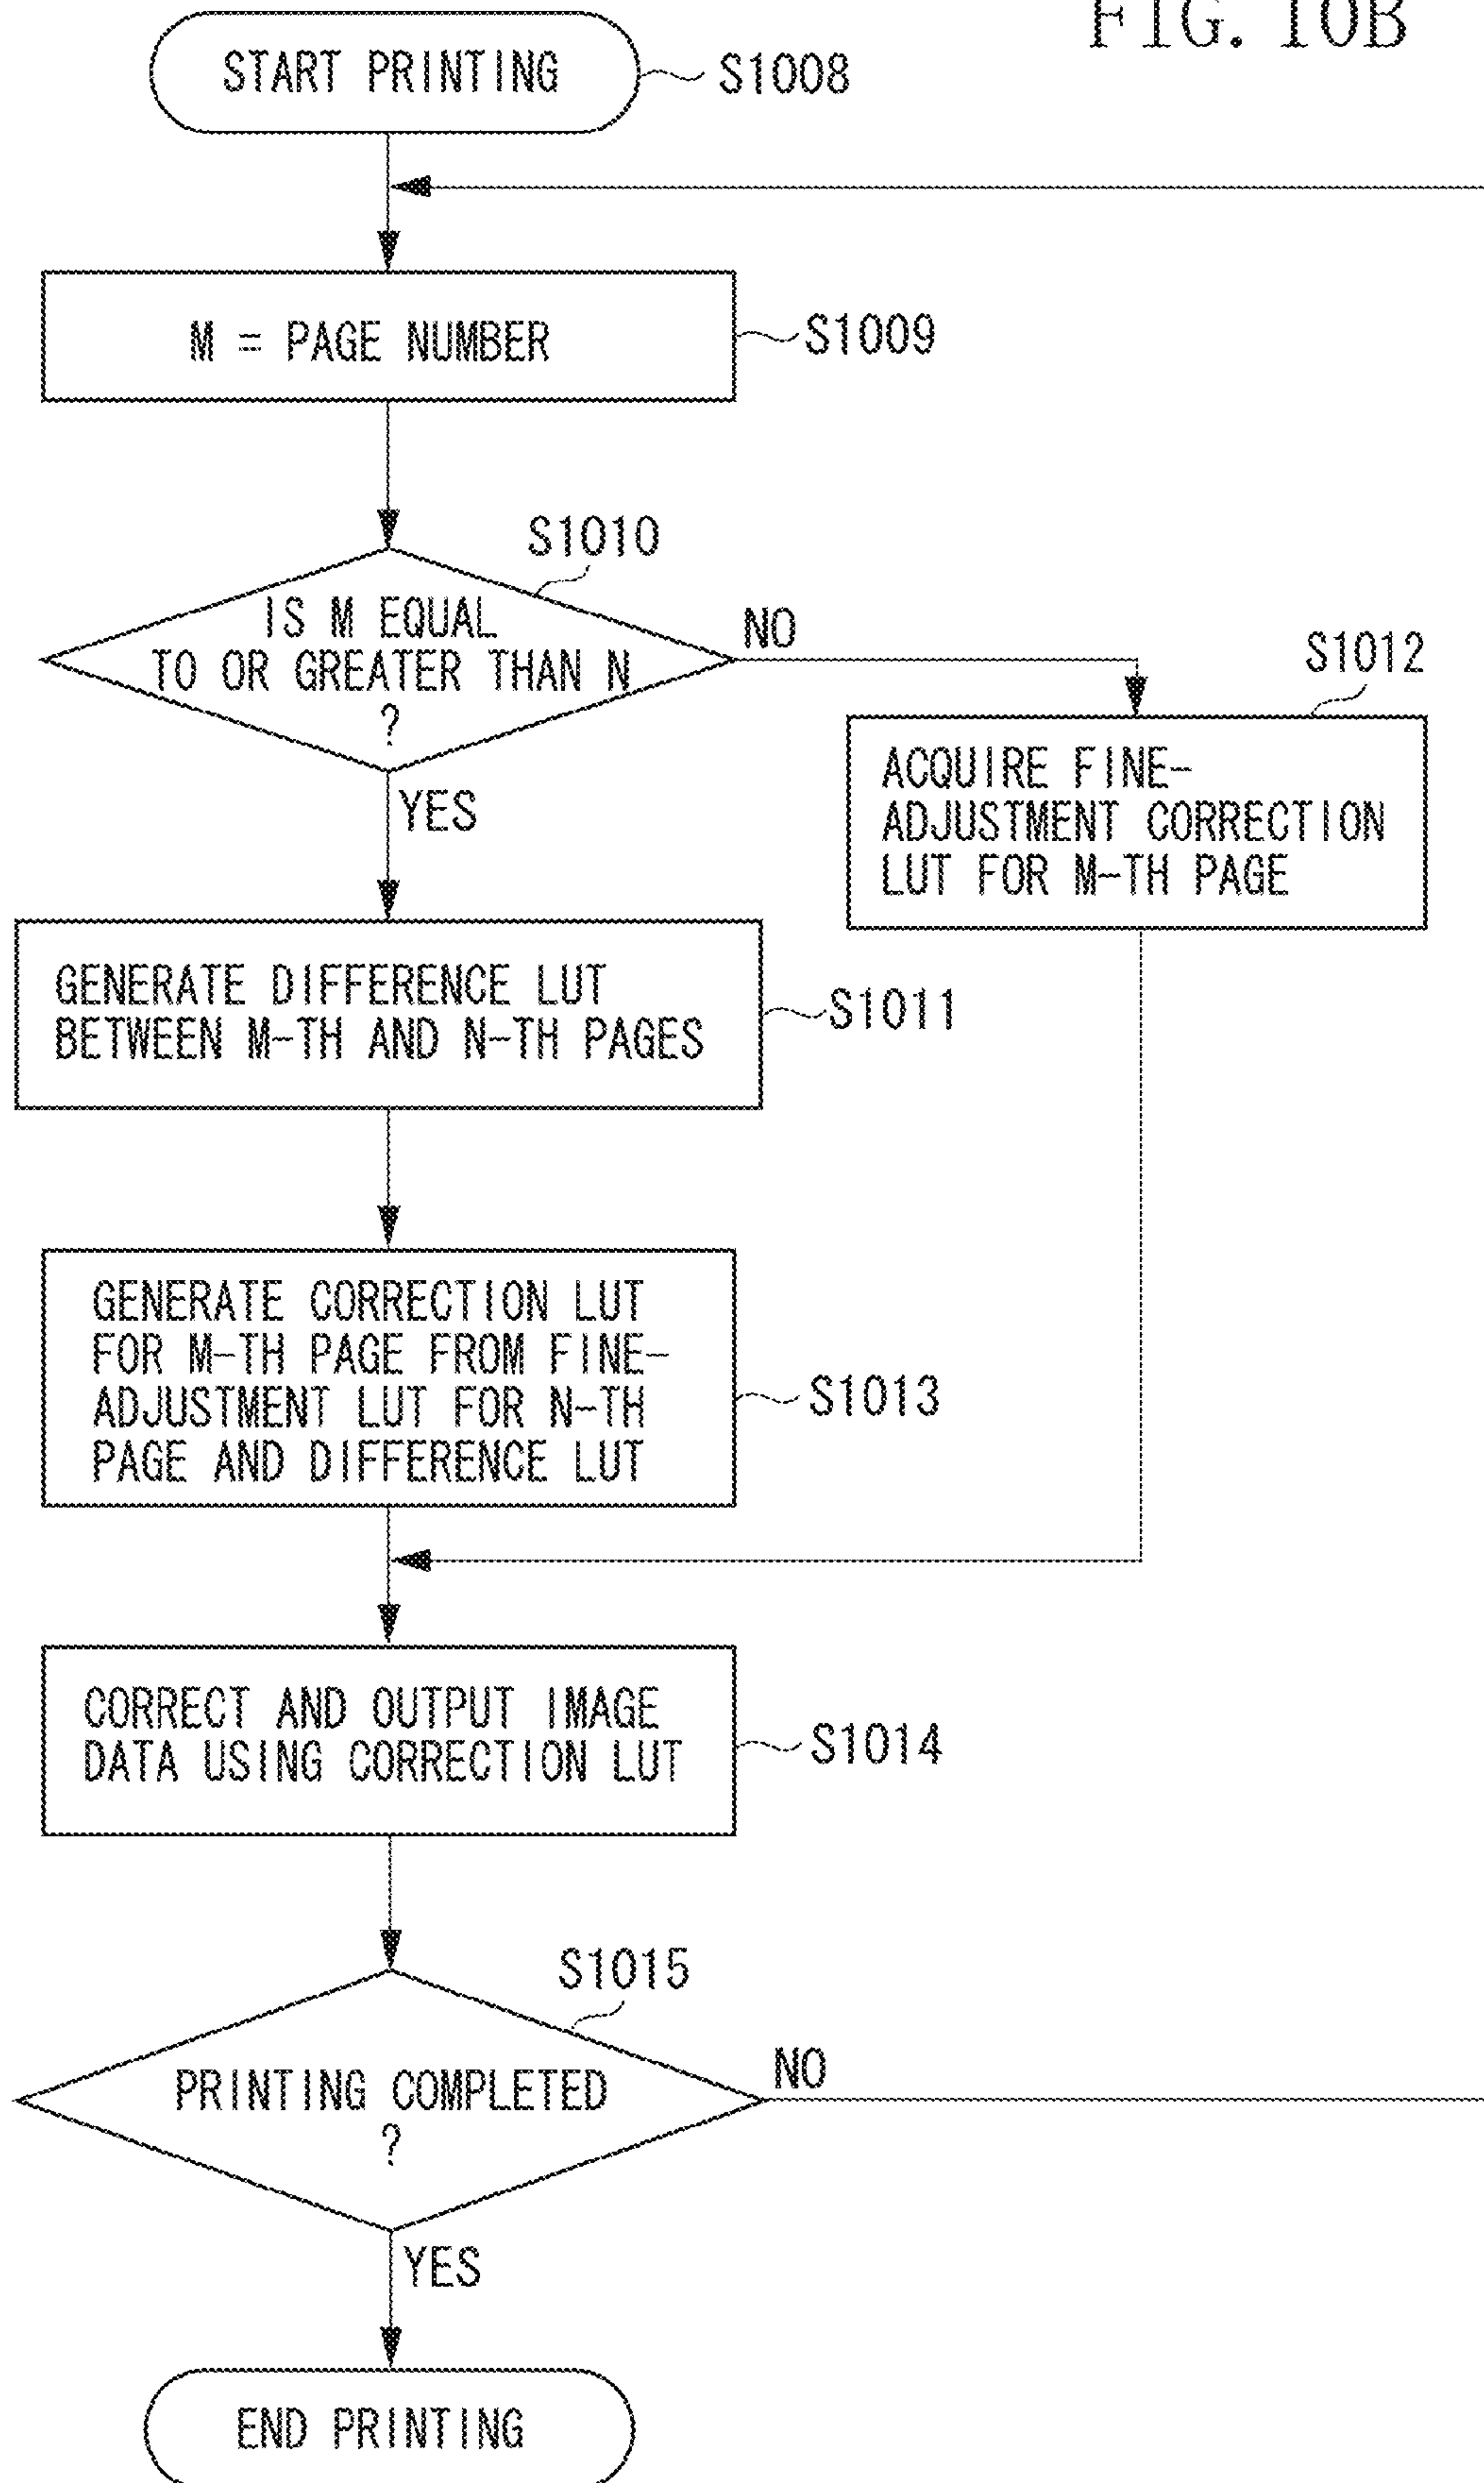 FIG. 10B
START PRINTING
S1008
M = PAGE NUMBER
S1009
S1010
IS M EQUAL
TO OR GREATER THAN N
?
NO
YES
S1012
ACQUIRE FINE-
ADJUSTMENT CORRECTION
LUT FOR M-TH PAGE
GENERATE DIFFERENCE LUT
BETWEEN M-TH AND N-TH PAGES
S1011
GENERATE CORRECTION LUT
FOR M-TH PAGE FROM FINE-
ADJUSTMENT LUT FOR N-TH
PAGE AND DIFFERENCE LUT
S1013
CORRECT AND OUTPUT IMAGE
DATA USING CORRECTION LUT
S1014
S1015
PRINTING COMPLETED
?
NO
YES
END PRINTING